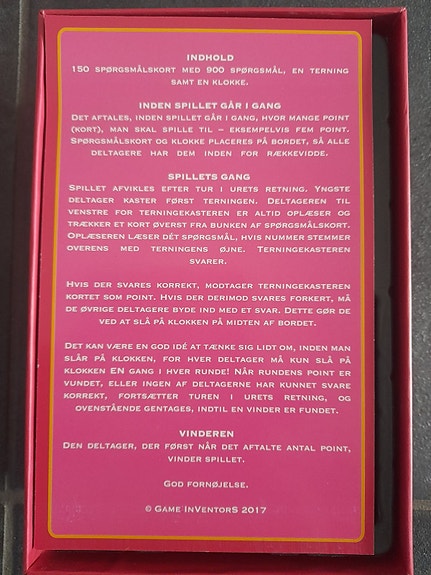 INDHOLD
150 SPØRGSMÅLSKORT MED 900 SPØRGSMÅL, EN TERNING
SAMT EN KLOKKE.
INDEN SPILLET GÅR I GANG
DET AFTALES, INDEN SPILLET GÅR I GANG, HVOR MANGE POINT
(KORT), MAN SKAL SPILLE TIL – EKSEMPELVIS FEM POINT.
SPØRGSMÅLSKORT OG KLOKKE PLACERES PÅ BORDET, SÅ ALLE
DELTAGERE HAR DEM INDEN FOR RÆKKEVIDDE.
SPILLETS GANG
SPILLET AFVIKLES EFTER TUR I URETS RETNING. YNGSTE
DELTAGER KASTER FØRST TERNINGEN. DELTAGEREN TIL
VENSTRE FOR TERNINGEKASTEREN ER ALTID OPLÆSER OG
TRÆKKER ET KORT ØVERST FRA BUNKEN AF SPØRGSMÅLSKORT.
OPLÆSEREN LÆSER DÉT SPØRGSMÅL, HVIS NUMMER STEMMER
OVERENS MED TERNINGENS ØJNE. TERNINGEKASTEREN
SVARER.
HVIS DER SVARES KORREKT, MODTAGER TERNINGEKASTEREN
KORTET SOM POINT. HVIS DER DERIMOD SVARES FORKERT, MÅ
DE ØVRIGE DELTAGERE BYDE IND MED ET SVAR. DETTE GØR DE
VED AT SLÅ PÅ KLOKKEN PÅ MIDTEN AF BORDET.
DET KAN VÆRE EN GOD IDÉ AT TÆNKE SIG LIDT OM, INDEN MAN
SLÅR PÅ KLOKKEN, FOR HVER DELTAGER MÅ KUN SLÅ PÅ
KLOKKEN EN GANG I HVER RUNDE! NÅR RUNDENS POINT ER
VUNDET, ELLER INGEN AF DELTAGERNE HAR KUNNET SVARE
KORREKT, FORTSÆTTER TUREN I URETS RETNING, OG
OVENSTÅENDE GENTAGES, INDTIL EN VINDER ER FUNDET.
VINDEREN
DEN DELTAGER, DER FØRST NÅR DET AFTALTE ANTAL POINT,
VINDER SPILLET.
GOD FORNØJELSE.
© GAME INVENTORS 2017